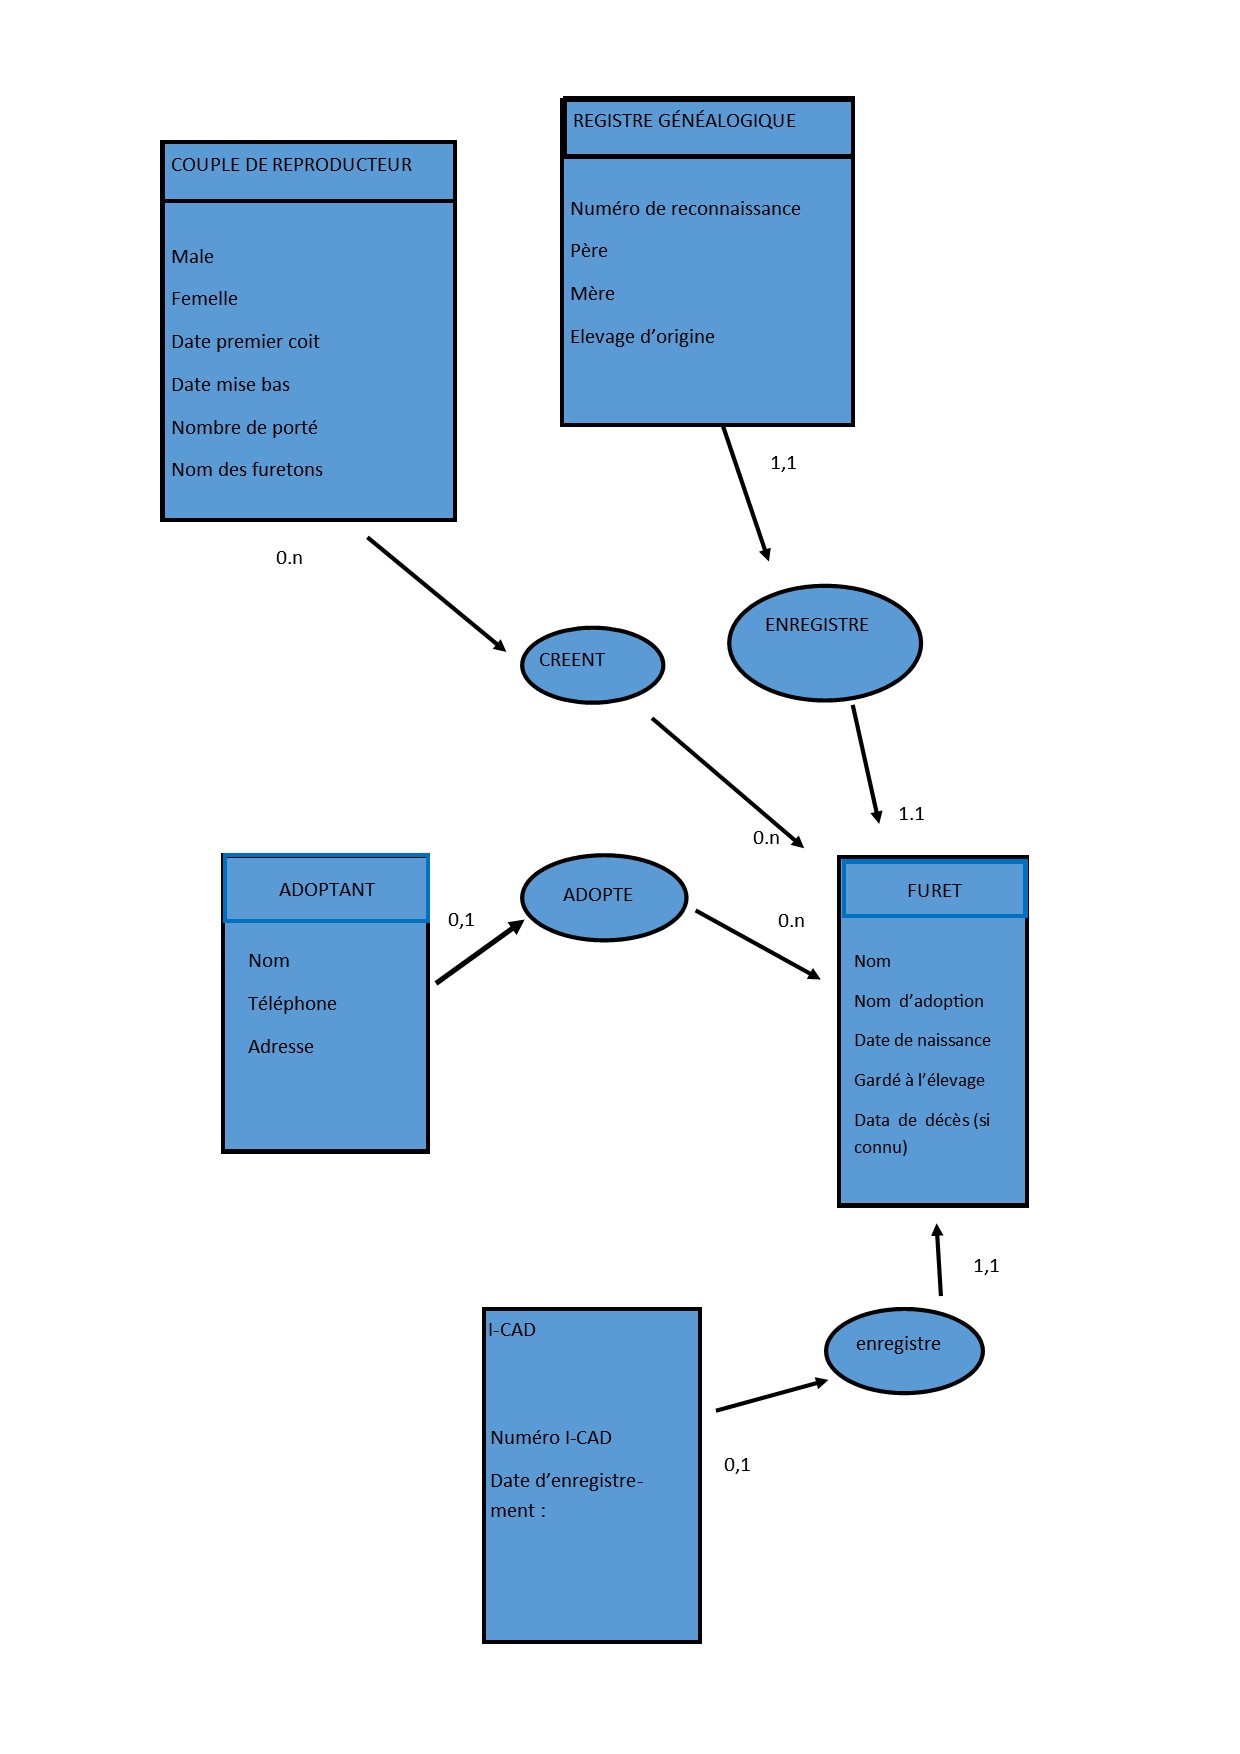 REGISTRE GÉNÉALOGIQUE
Numéro de reconnaissance
Père
Mère
Elevage d’origine
COUPLE DE REPRODUCTEUR
Male
Femelle
Date premier coit
Date mise bas
Nombre de porté
Nom des furetons
1,1
0.n
ENREGISTRE
CREENT
1.1
0.n
ADOPTANT
Nom
Téléphone
Adresse
0,1
ADOPTE
0.n
FURET
Nom
Nom d’adoption
Date de naissance
Gardé à l’élevage
Data de décès (si
connu)
1,1
I-CAD
Numéro I-CAD
Date d’enregistre-
ment :
enregistre
0,1